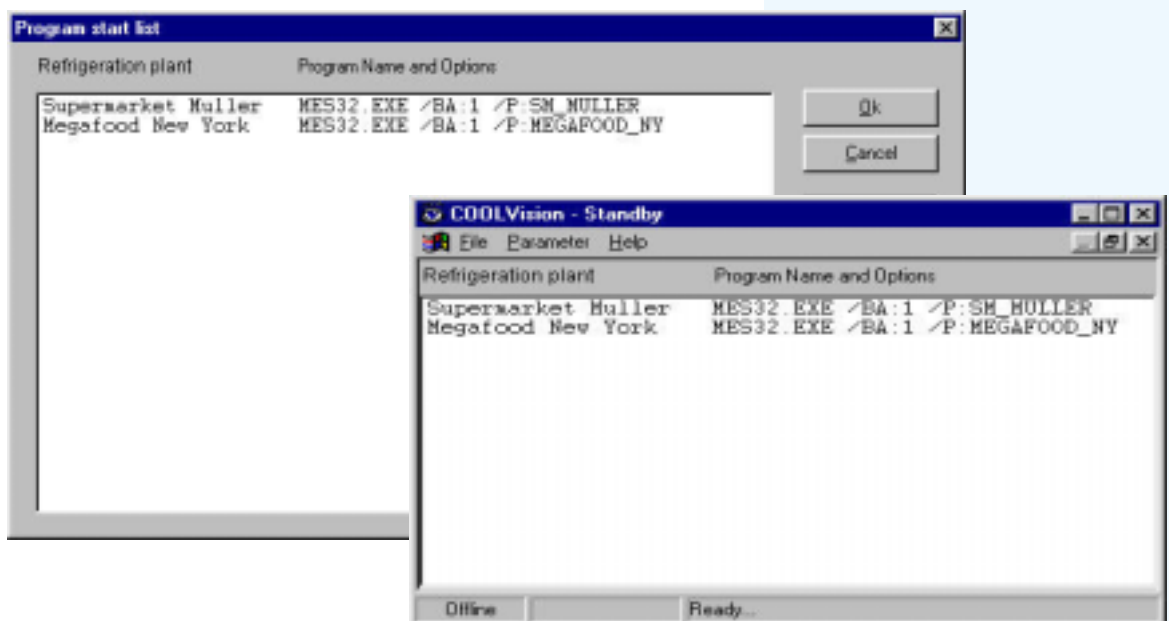 Program start list
Refrigeration plant Program Name and Options
Supermarket Muller MES32.EXE /BA:1 /P:SM_MULLER
Megafood New York MES32.EXE /BA:1 /P:MEGAFOOD_NY
Ok
Cancel
COOLVision - Standby
File Parameter Help
Refrigeration plant Program Name and Options
Supermarket Muller MES32.EXE /BA:1 /P:SM_MULLER
Megafood New York MES32.EXE /BA:1 /P:MEGAFOOD_NY
Offline Ready...